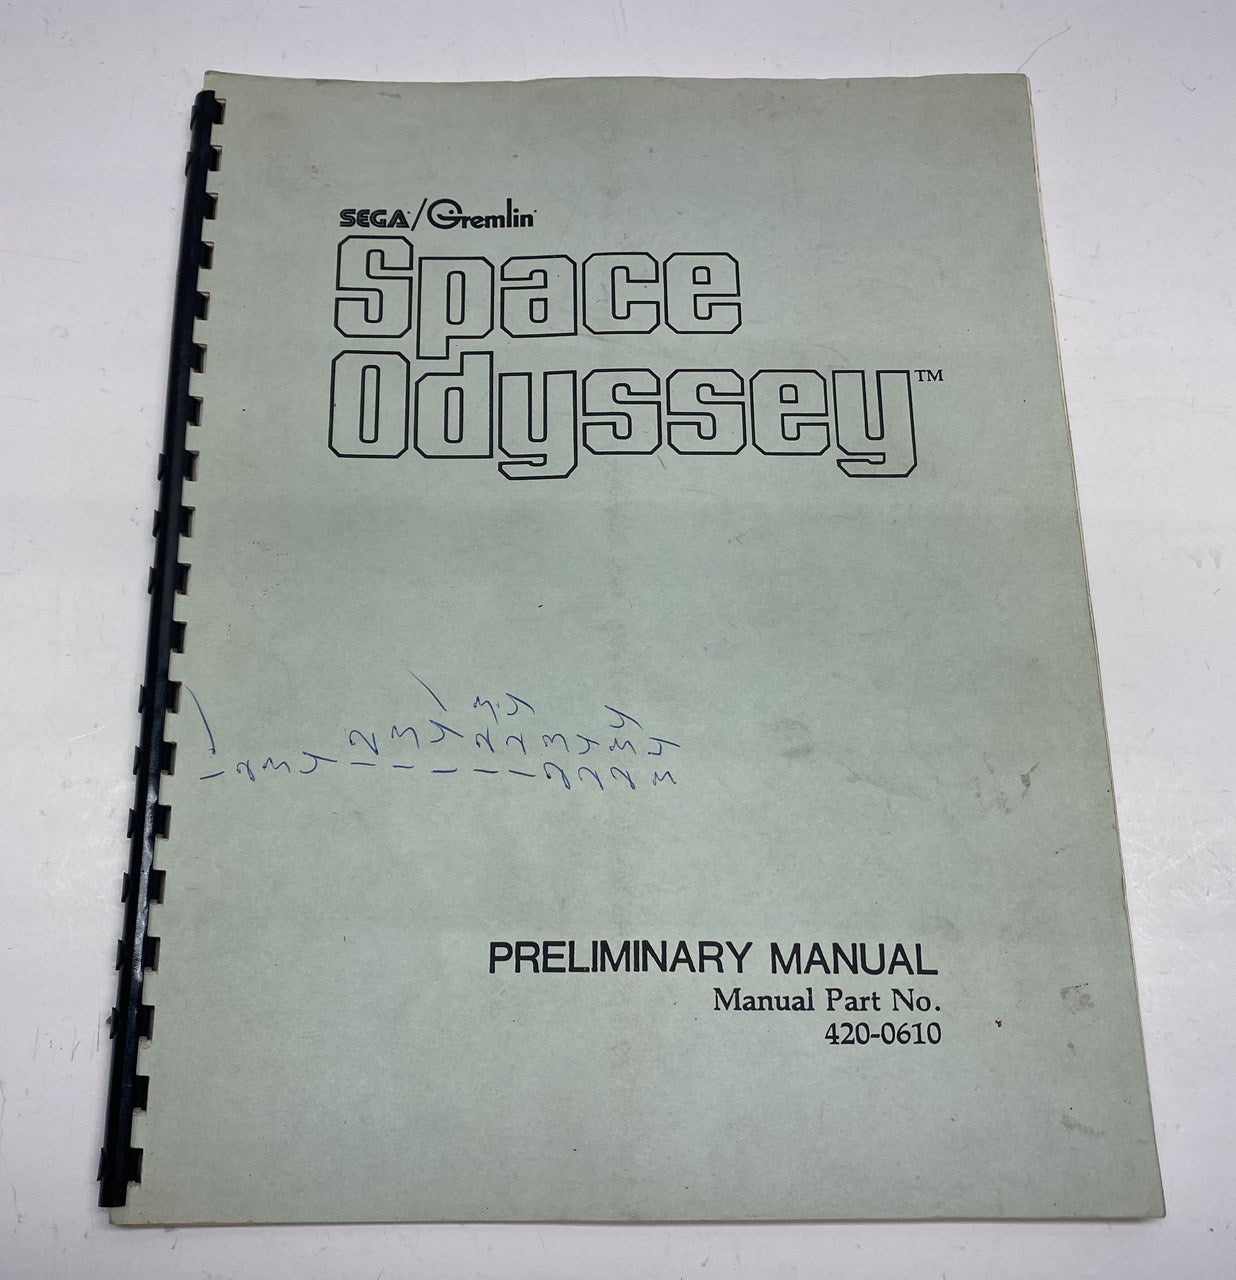 SEGA/Gremlin
Space
Odyssey™
PRELIMINARY MANUAL
Manual Part No.
420-0610